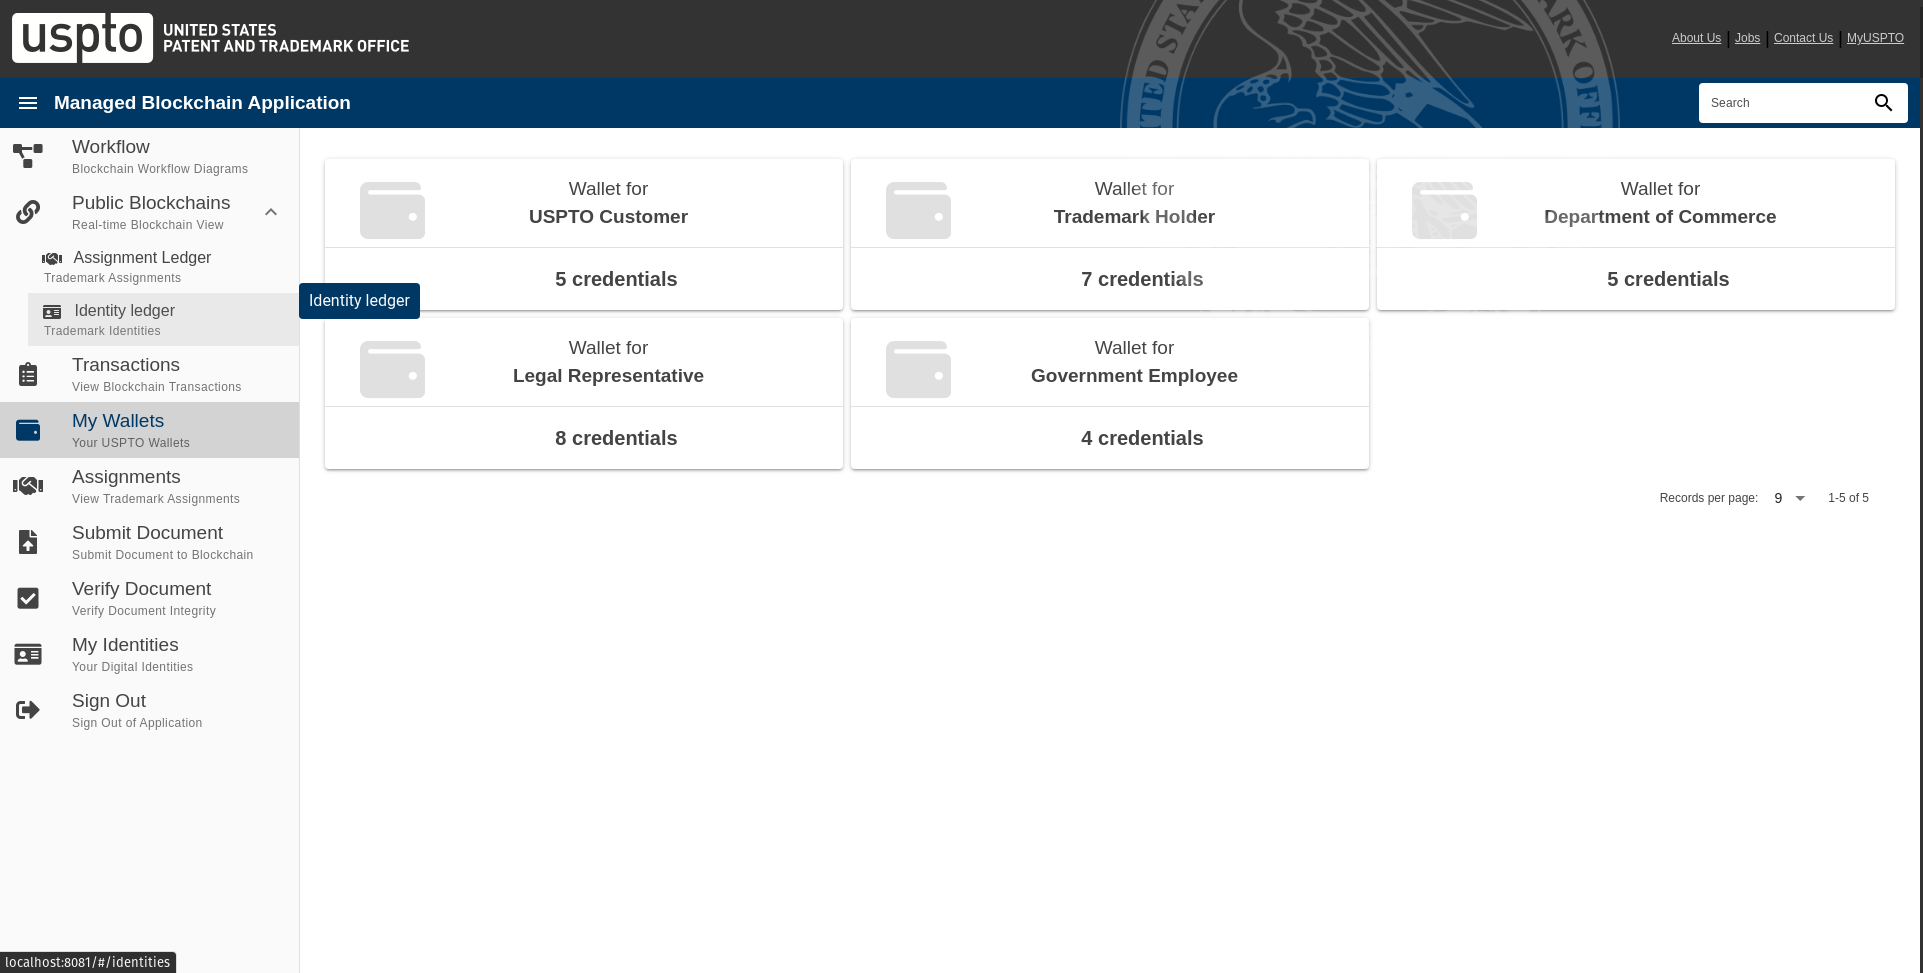 uspto
UNITED STATES
PATENT AND TRADEMARK OFFICE
About Us | Jobs | Contact Us | MyUSPTO
Managed Blockchain Application
Search
Workflow
Blockchain Workflow Diagrams
Public Blockchains
Real-time Blockchain View
Assignment Ledger
Trademark Assignments
Identity ledger
Trademark Identities
Transactions
View Blockchain Transactions
My Wallets
Your USPTO Wallets
Assignments
View Trademark Assignments
Submit Document
Submit Document to Blockchain
Verify Document
Verify Document Integrity
My Identities
Your Digital Identities
Sign Out
Sign Out of Application
Identity ledger
Wallet for
USPTO Customer
5 credentials
Wallet for
Trademark Holder
7 credentials
Wallet for
Department of Commerce
5 credentials
Wallet for
Legal Representative
8 credentials
Wallet for
Government Employee
4 credentials
Records per page: 9 1-5 of 5
localhost:8081/#/identities